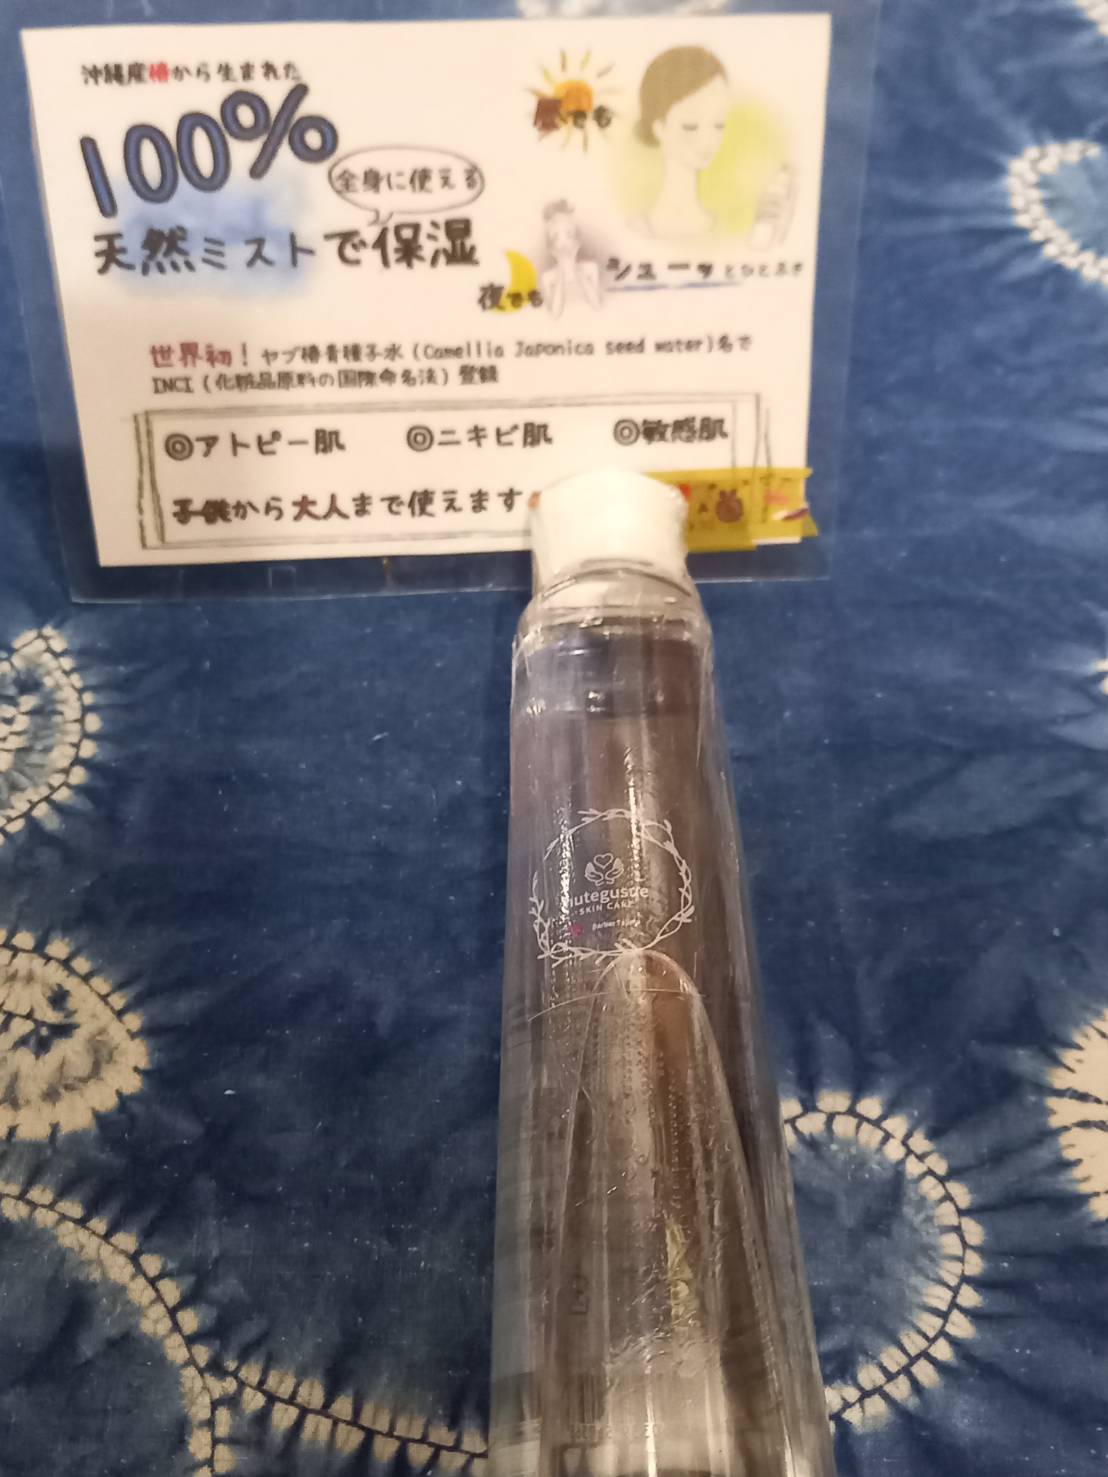 沖縄産椿から生まれた
100%
全身に使える
天然ミストで保湿
昼でも
夜でも
シューッとひとふき
世界初！ヤブ椿青種子水（Camellia Japonica seed water)名で
INCI（化粧品原料の国際命名法）登録
◎アトピー肌 ◎ニキビ肌 ◎敏感肌
子供から大人まで使えます
SKIN CARE